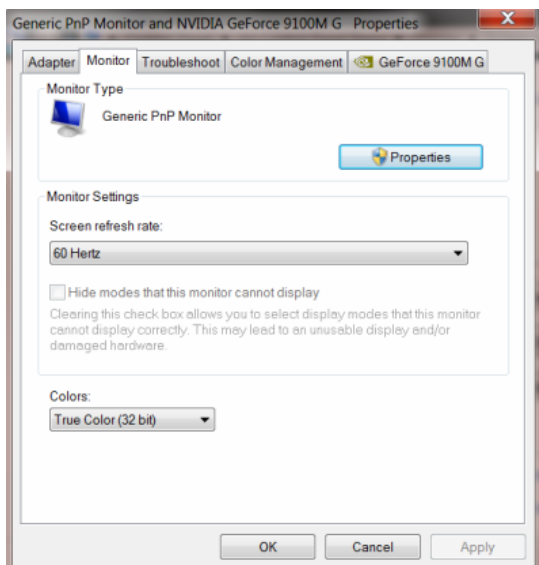 Generic PnP Monitor and NVIDIA GeForce 9100M G Properties
X
Adapter Monitor Troubleshoot Color Management GeForce 9100M G
Monitor Type
Generic PnP Monitor
Properties
Monitor Settings
Screen refresh rate:
60 Hertz
Hide modes that this monitor cannot display
Clearing this check box allows you to select display modes that this monitor
cannot display correctly. This may lead to an unusable display and/or
damaged hardware.
Colors:
True Color (32 bit)
OK Cancel Apply